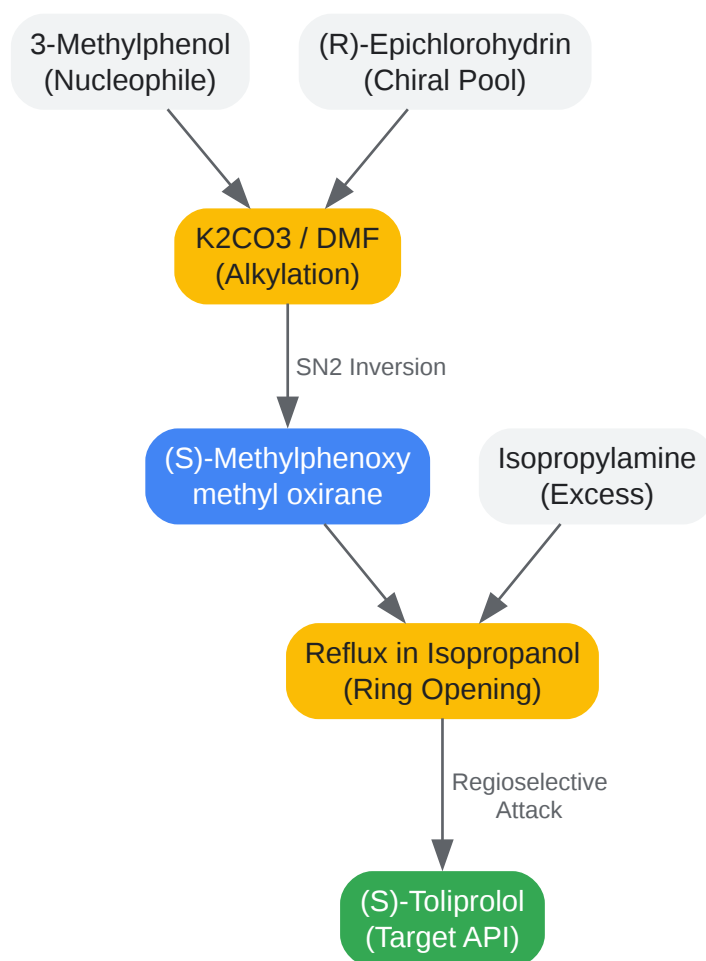 3-Methylphenol
(Nucleophile)
(R)-Epichlorohydrin
(Chiral Pool)
K2CO3 / DMF
(Alkylation)
SN2 Inversion
(S)-Methylphenoxy
methyl oxirane
Isopropylamine
(Excess)
Reflux in Isopropanol
(Ring Opening)
Regioselective
Attack
(S)-Toliprolol
(Target API)